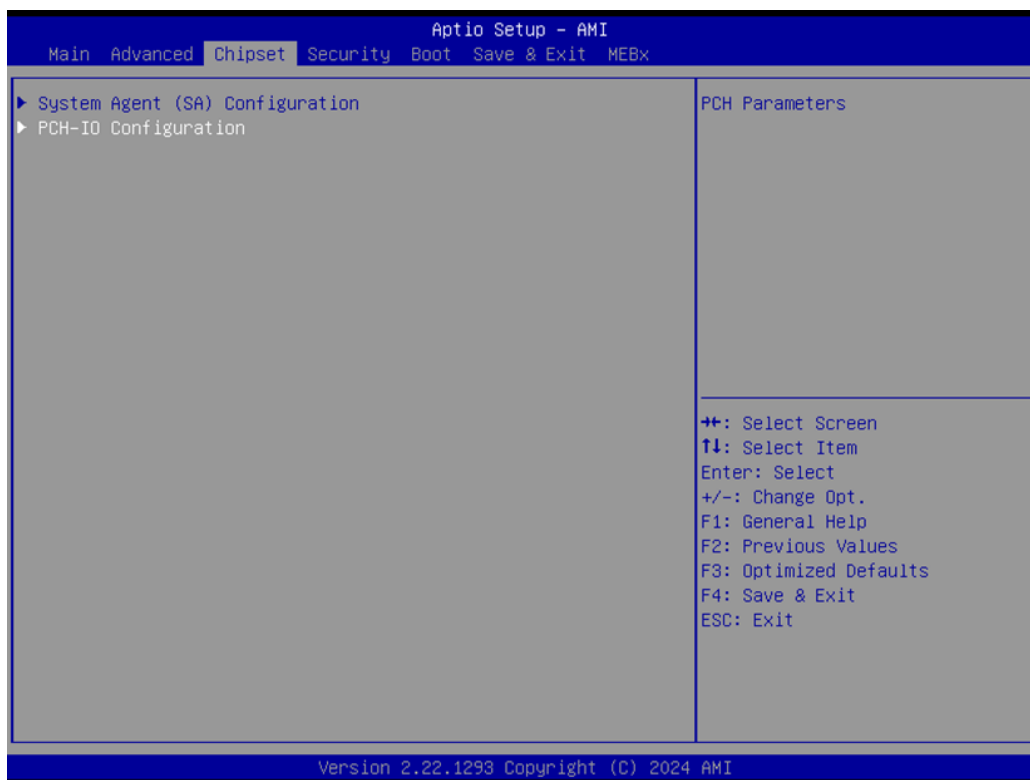 Aptio Setup - AMI
Main Advanced Chipset Security Boot Save & Exit MEBx
System Agent (SA) Configuration
PCH-IO Configuration
PCH Parameters
→←: Select Screen
↑↓: Select Item
Enter: Select
+/-: Change Opt.
F1: General Help
F2: Previous Values
F3: Optimized Defaults
F4: Save & Exit
ESC: Exit
Version 2.22.1293 Copyright (C) 2024 AMI